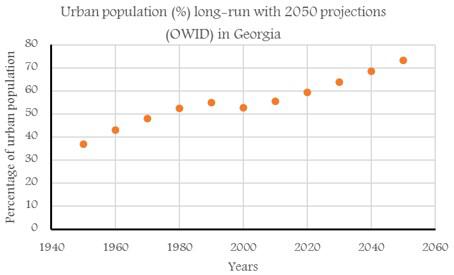 Urban population (%) long-run with 2050 projections
(OWID) in Georgia
Percentage of urban population
80
70
60
50
40
30
20
10
0
1940 1960 1980 2000 2020 2040 2060
Years